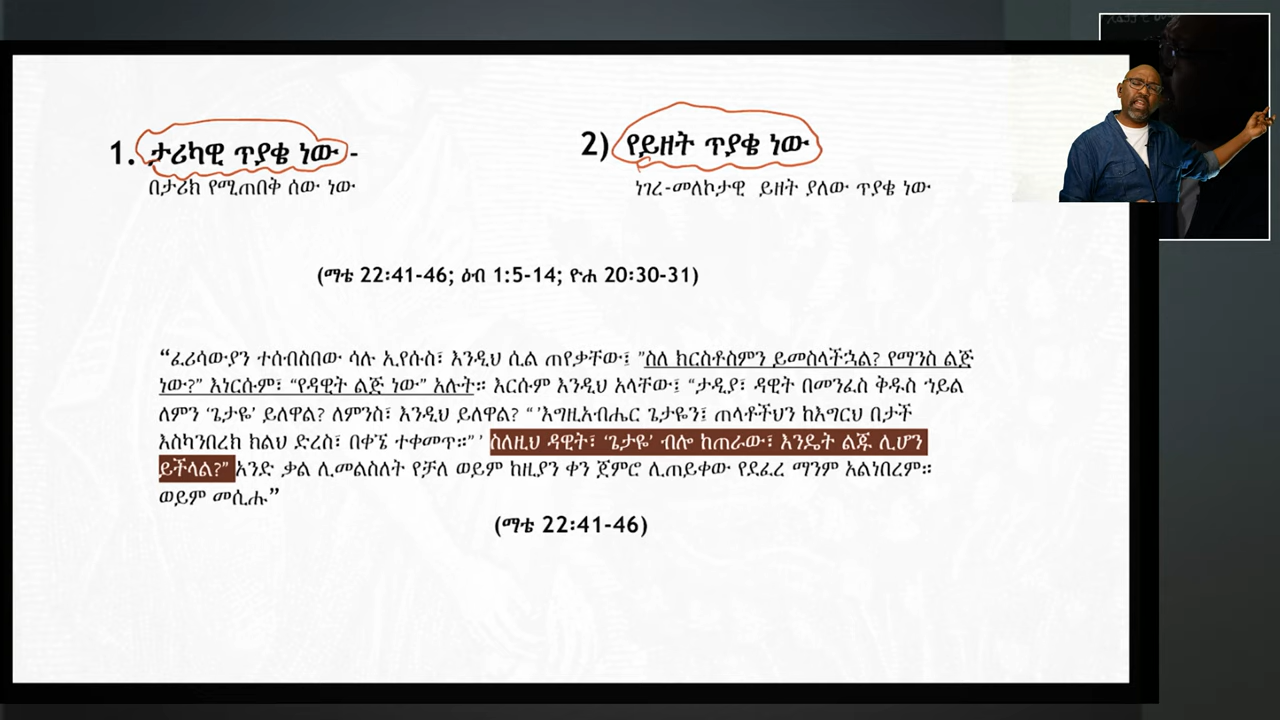 1. ታሪካዊ ጥያቄ ነው -
በታሪክ የሚጠበቅ ሰው ነው
2) የይዘት ጥያቄ ነው
ነገረ-መለኮታዊ ይዘት ያለው ጥያቄ ነው
(ማቴ 22፡41-46; ዕብ 1:5-14; ዮሐ 20፡30-31)
“ፈሪሳውያን ተሰብስበው ሳሉ ኢየሱስ፣ እንዲህ ሲል ጠየቃቸው፤ "ስለ ክርስቶስምን ይመስላችኋል? የማንስ ልጅ
ነው?” እነርሱም፣ “የዳዊት ልጅ ነው” አሉት። እርሱም እንዲህ አላቸው፤ “ታዲያ፣ ዳዊት በመንፈስ ቅዱስ ኀይል
ለምን ‘ጌታዬ’ ይለዋል? ለምንስ፣ እንዲህ ይለዋል? “ ’እግዚአብሔር ጌታዬን፤ ጠላቶችህን ከእግርህ በታች
እስካንበረክ ክልህ ድረስ፣ በቀኜ ተቀመጥ።” ’ ስለዚህ ዳዊት፣ ‘ጌታዬ’ ብሎ ከጠራው፣ እንዴት ልጁ ሊሆን
ይችላል?” አንድ ቃል ሊመልስለት የቻለ ወይም ከዚያን ቀን ጀምሮ ሊጠይቀው የደፈረ ማንም አልነበረም።
ወይም መሲሑ”
(ማቴ 22፡41-46)